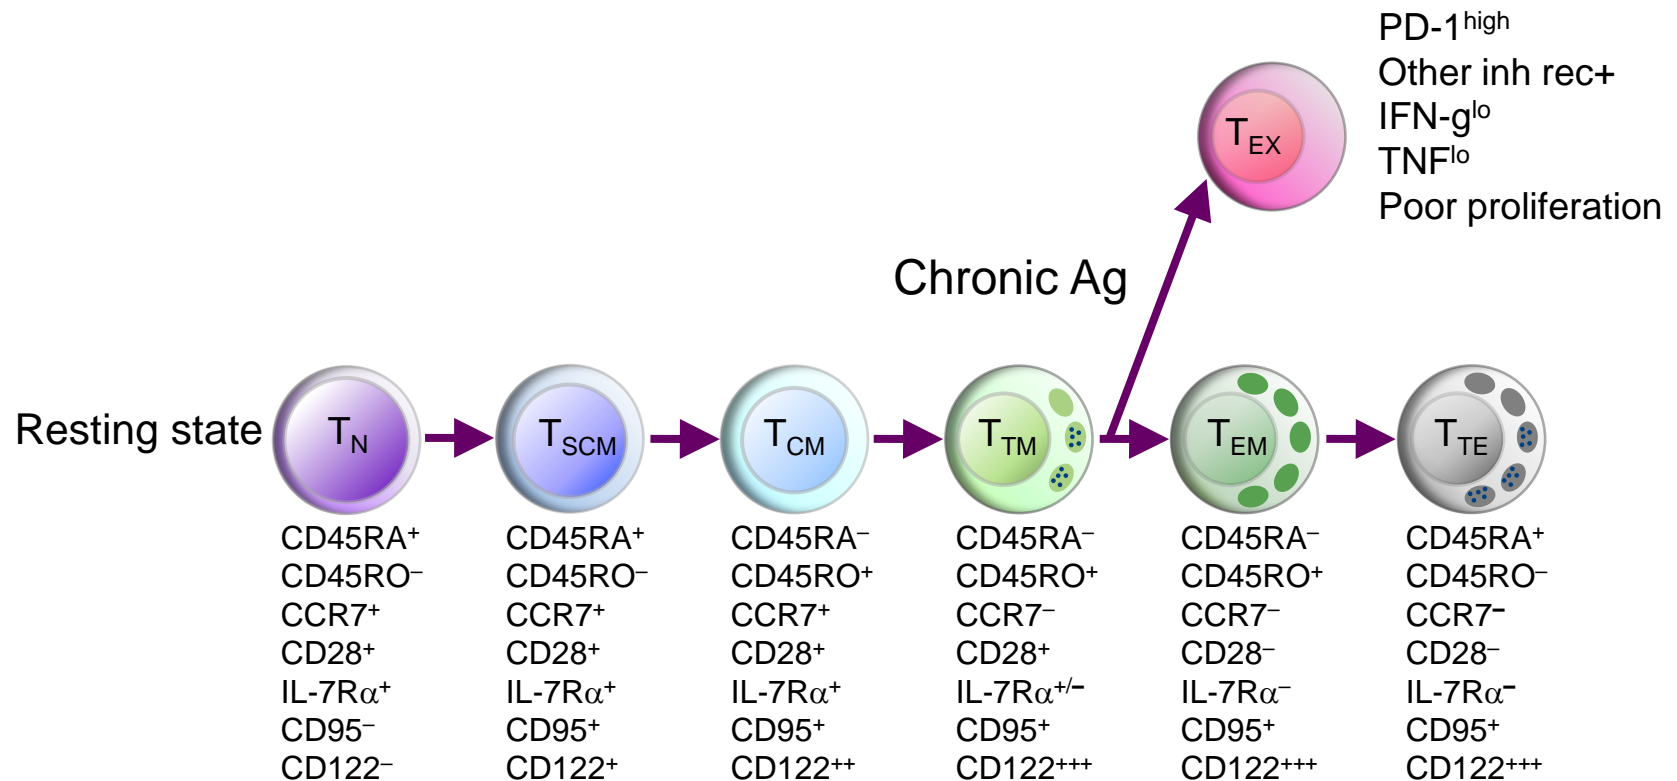 PD-1high
Other inh rec+
IFN-glo
TNFlo
Poor proliferation
TEX
Chronic Ag
Resting state
TN
TSCM
TCM
TTM
TEM
TTE
CD45RA+
CD45RO–
CCR7+
CD28+
IL-7Rα+
CD95–
CD122–
CD45RA+
CD45RO–
CCR7+
CD28+
IL-7Rα+
CD95+
CD122+
CD45RA–
CD45RO+
CCR7+
CD28+
IL-7Rα+
CD95+
CD122++
CD45RA–
CD45RO+
CCR7–
CD28+
IL-7Rα+/–
CD95+
CD122+++
CD45RA–
CD45RO+
CCR7–
CD28–
IL-7Rα–
CD95+
CD122+++
CD45RA+
CD45RO–
CCR7–
CD28–
IL-7Rα–
CD95+
CD122+++